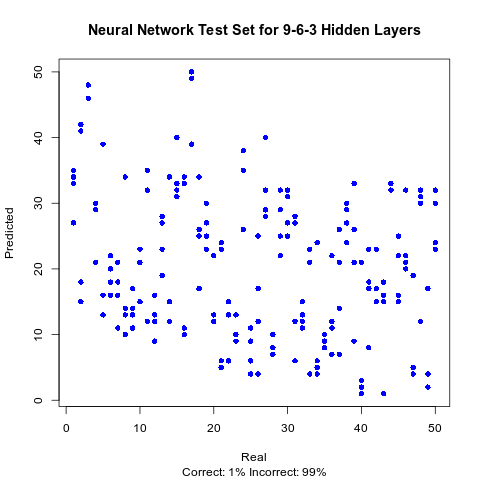 Neural Network Test Set for 9-6-3 Hidden Layers
50
40
30
20
10
0
Predicted
0 10 20 30 40 50
Real
Correct: 1% Incorrect: 99%